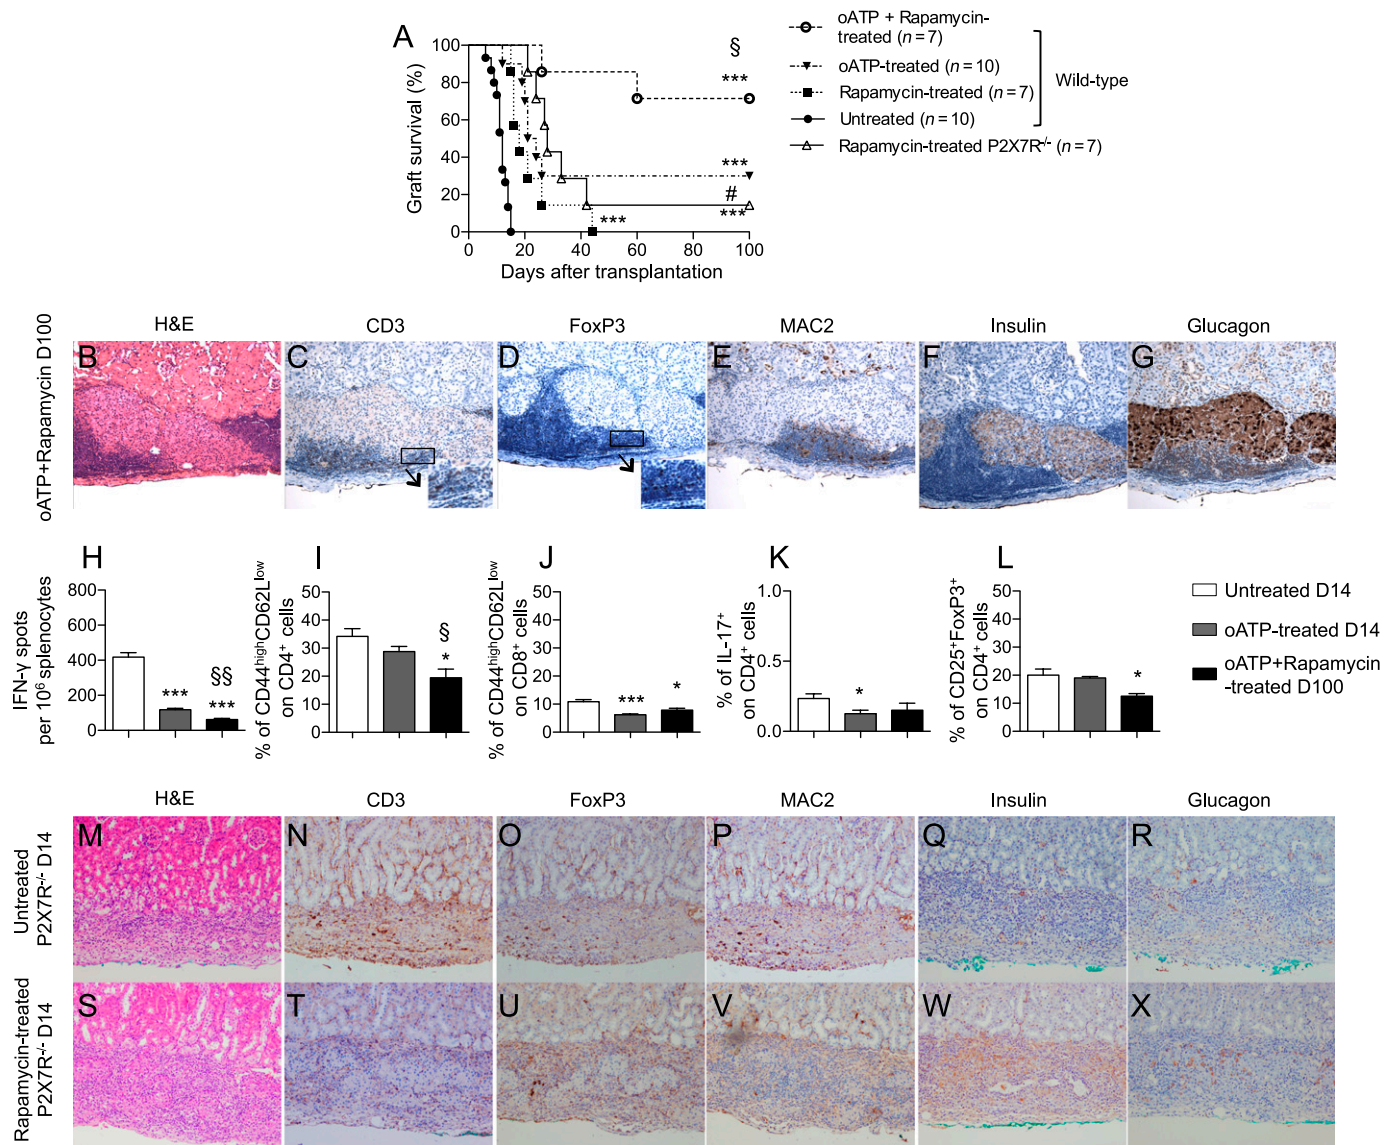 A
Graft survival (%)
100
80
60
40
20
0
0 20 40 60 80 100
Days after transplantation
§
***
***
#
***
***
oATP + Rapamycin-
treated (n=7)
oATP-treated (n=10)
Rapamycin-treated (n=7)
Untreated (n=10)
Rapamycin-treated P2X7R-/- (n=7)
Wild-type
oATP+Rapamycin D100
H&E CD3 FoxP3 MAC2 Insulin Glucagon
B C D E F G
H
IFN-γ spots
per 10⁶ splenocytes
800
600
400
200
0
***
§§
***
I
% of CD44highCD62Llow
on CD4+ cells
50
40
30
20
10
0
§
*
J
% of CD44highCD62Llow
on CD8+ cells
50
40
30
20
10
0
***
*
K
% of IL-17+
on CD4+ cells
1.0
0.5
0.0
*
L
% of CD25+FoxP3+
on CD4+ cells
50
40
30
20
10
0
*
Untreated D14
oATP-treated D14
oATP+Rapamycin
-treated D100
H&E CD3 FoxP3 MAC2 Insulin Glucagon
Untreated
P2X7R-/- D14
M N O P Q R
Rapamycin-treated
P2X7R-/- D14
S T U V W X